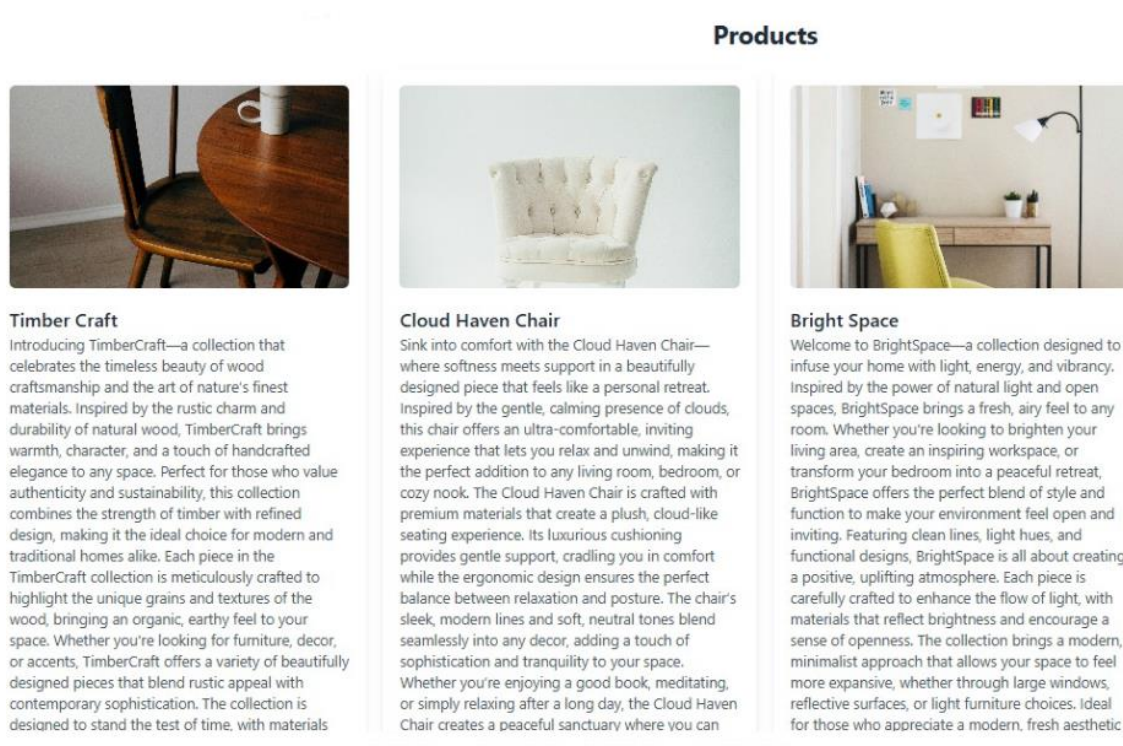 Products
Timber Craft
Introducing TimberCraft—a collection that
celebrates the timeless beauty of wood
craftsmanship and the art of nature's finest
materials. Inspired by the rustic charm and
durability of natural wood, TimberCraft brings
warmth, character, and a touch of handcrafted
elegance to any space. Perfect for those who value
authenticity and sustainability, this collection
combines the strength of timber with refined
design, making it the ideal choice for modern and
traditional homes alike. Each piece in the
TimberCraft collection is meticulously crafted to
highlight the unique grains and textures of the
wood, bringing an organic, earthy feel to your
space. Whether you're looking for furniture, decor,
or accents, TimberCraft offers a variety of beautifully
designed pieces that blend rustic appeal with
contemporary sophistication. The collection is
designed to stand the test of time, with materials
Cloud Haven Chair
Sink into comfort with the Cloud Haven Chair—
where softness meets support in a beautifully
designed piece that feels like a personal retreat.
Inspired by the gentle, calming presence of clouds,
this chair offers an ultra-comfortable, inviting
experience that lets you relax and unwind, making it
the perfect addition to any living room, bedroom, or
cozy nook. The Cloud Haven Chair is crafted with
premium materials that create a plush, cloud-like
seating experience. Its luxurious cushioning
provides gentle support, cradling you in comfort
while the ergonomic design ensures the perfect
balance between relaxation and posture. The chair's
sleek, modern lines and soft, neutral tones blend
seamlessly into any decor, adding a touch of
sophistication and tranquility to your space.
Whether you're enjoying a good book, meditating,
or simply relaxing after a long day, the Cloud Haven
Chair creates a peaceful sanctuary where you can
Bright Space
Welcome to BrightSpace—a collection designed to
infuse your home with light, energy, and vibrancy.
Inspired by the power of natural light and open
spaces, BrightSpace brings a fresh, airy feel to any
room. Whether you're looking to brighten your
living area, create an inspiring workspace, or
transform your bedroom into a peaceful retreat,
BrightSpace offers the perfect blend of style and
function to make your environment feel open and
inviting. Featuring clean lines, light hues, and
functional designs, BrightSpace is all about creating
a positive, uplifting atmosphere. Each piece is
carefully crafted to enhance the flow of light, with
materials that reflect brightness and encourage a
sense of openness. The collection brings a modern,
minimalist approach that allows your space to feel
more expansive, whether through large windows,
reflective surfaces, or light furniture choices. Ideal
for those who appreciate a modern, fresh aesthetic